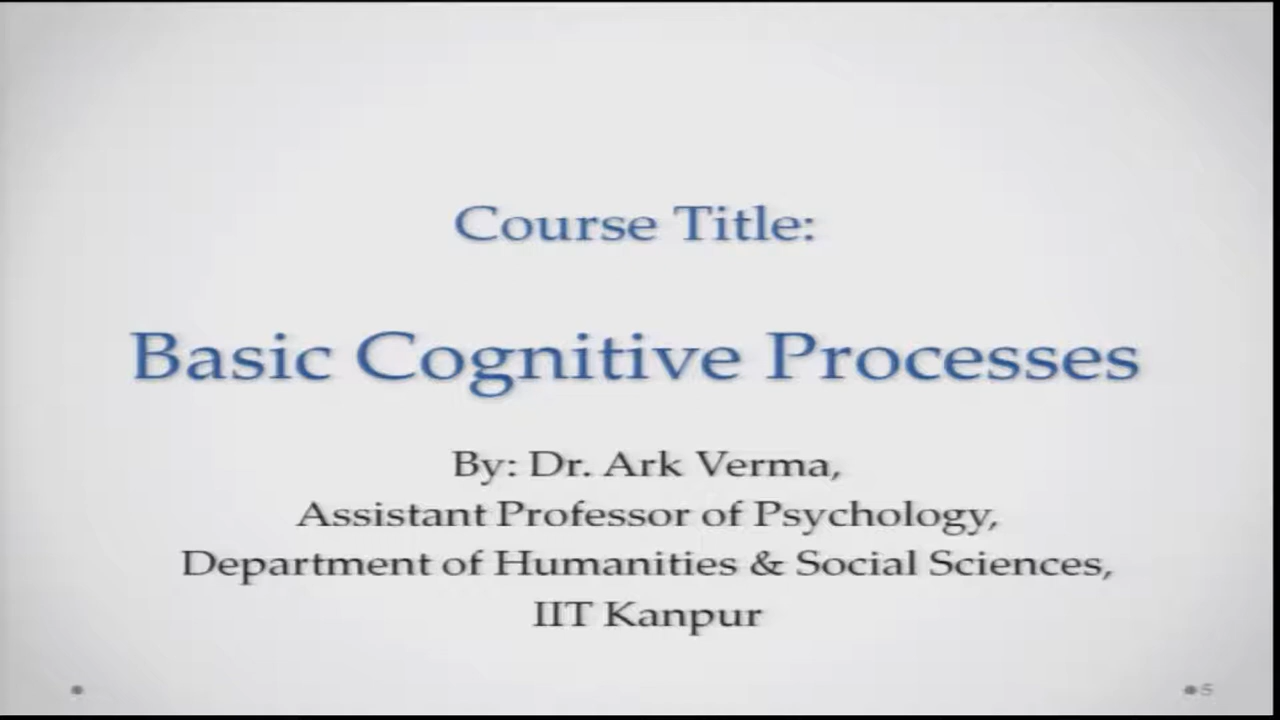 Course Title:
Basic Cognitive Processes
By: Dr. Ark Verma,
Assistant Professor of Psychology,
Department of Humanities & Social Sciences,
IIT Kanpur
5